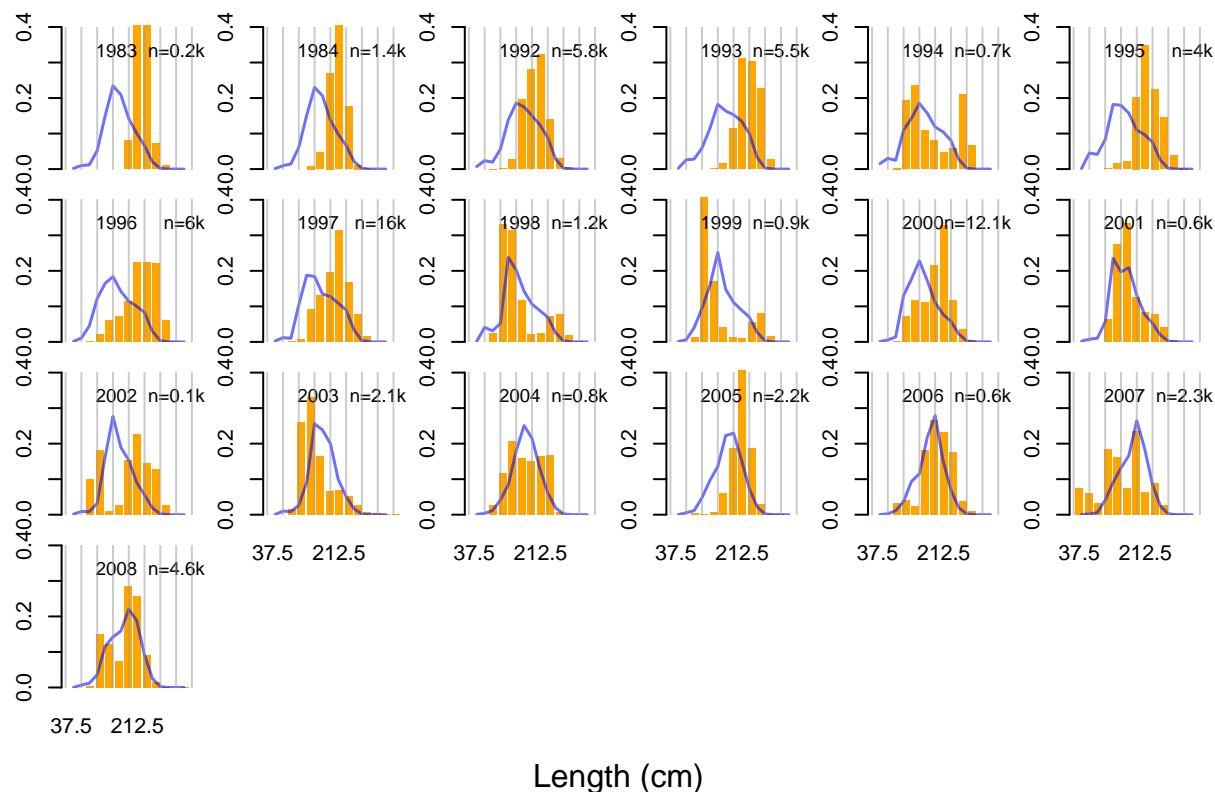 0.0 0.2 0.4 1983 n=0.2k
0.0 0.2 0.4 1984 n=1.4k
0.0 0.2 0.4 1992 n=5.8k
0.0 0.2 0.4 1993 n=5.5k
0.0 0.2 0.4 1994 n=0.7k
0.0 0.2 0.4 1995 n=4k
0.0 0.2 0.4 1996 n=6k
0.0 0.2 0.4 1997 n=16k
0.0 0.2 0.4 1998 n=1.2k
0.0 0.2 0.4 1999 n=0.9k
0.0 0.2 0.4 2000 n=12.1k
0.0 0.2 0.4 2001 n=0.6k
0.0 0.2 0.4 2002 n=0.1k
0.0 0.2 0.4 2003 n=2.1k
0.0 0.2 0.4 2004 n=0.8k
0.0 0.2 0.4 2005 n=2.2k
0.0 0.2 0.4 2006 n=0.6k
0.0 0.2 0.4 2007 n=2.3k
37.5 212.5
37.5 212.5
37.5 212.5
37.5 212.5
37.5 212.5
0.0 0.2 0.4 2008 n=4.6k
37.5 212.5
Length (cm)